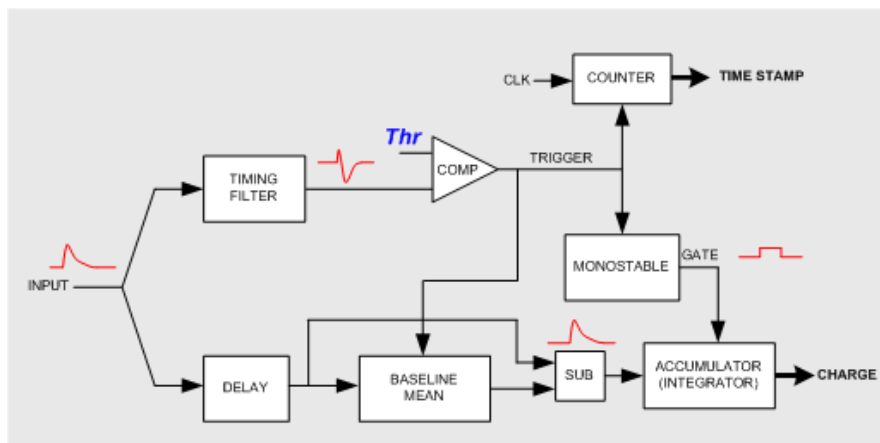 CLK
COUNTER
TIME STAMP
Thr
COMP
TRIGGER
TIMING
FILTER
MONOSTABLE
GATE
INPUT
DELAY
BASELINE
MEAN
SUB
ACCUMULATOR
(INTEGRATOR)
CHARGE